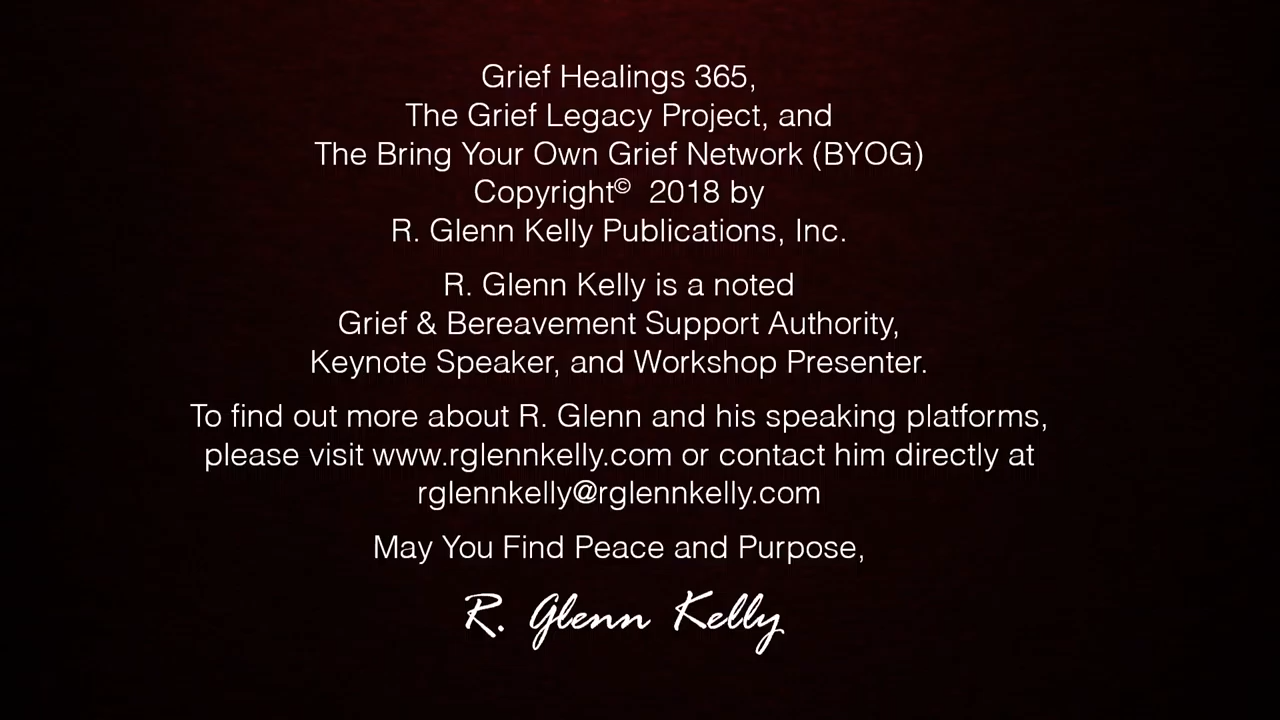 Grief Healings 365,
The Grief Legacy Project, and
The Bring Your Own Grief Network (BYOG)
Copyright© 2018 by
R. Glenn Kelly Publications, Inc.
R. Glenn Kelly is a noted
Grief & Bereavement Support Authority,
Keynote Speaker, and Workshop Presenter.
To find out more about R. Glenn and his speaking platforms,
please visit www.rglennkelly.com or contact him directly at
rglennkelly@rglennkelly.com
May You Find Peace and Purpose,
R. Glenn Kelly